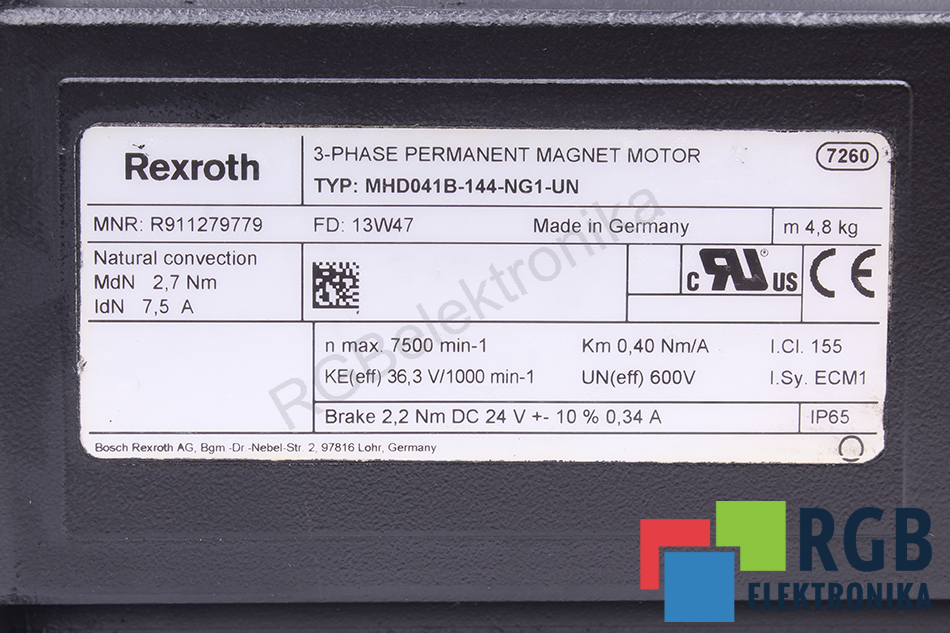 Rexroth
3-PHASE PERMANENT MAGNET MOTOR
7260
TYP: MHD041B-144-NG1-UN
MNR: R911279779
FD: 13W47
Made in Germany
m 4,8 kg
Natural convection
MdN 2,7 Nm
IdN 7,5 A
c RU ® US
CE
n max. 7500 min-1
Km 0,40 Nm/A
I.Cl. 155
KE(eff) 36,3 V/1000 min-1
UN(eff) 600V
I.Sy. ECM1
Brake 2,2 Nm DC 24 V +- 10 % 0,34 A
IP65
Bosch Rexroth AG, Bgm.-Dr.-Nebel-Str. 2, 97816 Lohr, Germany
RGBelektronika
RGB
ELEKTRONIKA